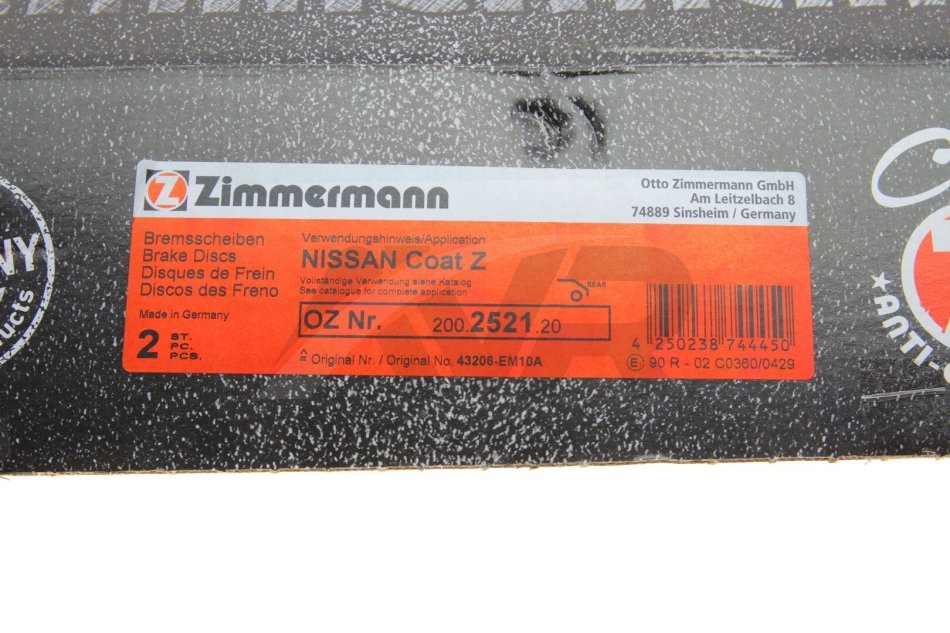 Z Zimmermann
Otto Zimmermann GmbH
Am Leitzelbach 8
74889 Sinsheim / Germany
Bremsscheiben
Brake Discs
Disques de Frein
Discos des Freno
Made in Germany
2 ST.
PC.
PCS.
Verwendungshinweis/Application
NISSAN Coat Z
Vollständige Verwendung siehe Katalog
See catalogue for complete application
REAR
OZ Nr. 200.2521.20
≙ Original Nr. / Original No. 43206-EM10A
4 250238 744450
E 90 R - 02 C0360/0429
ANTI-